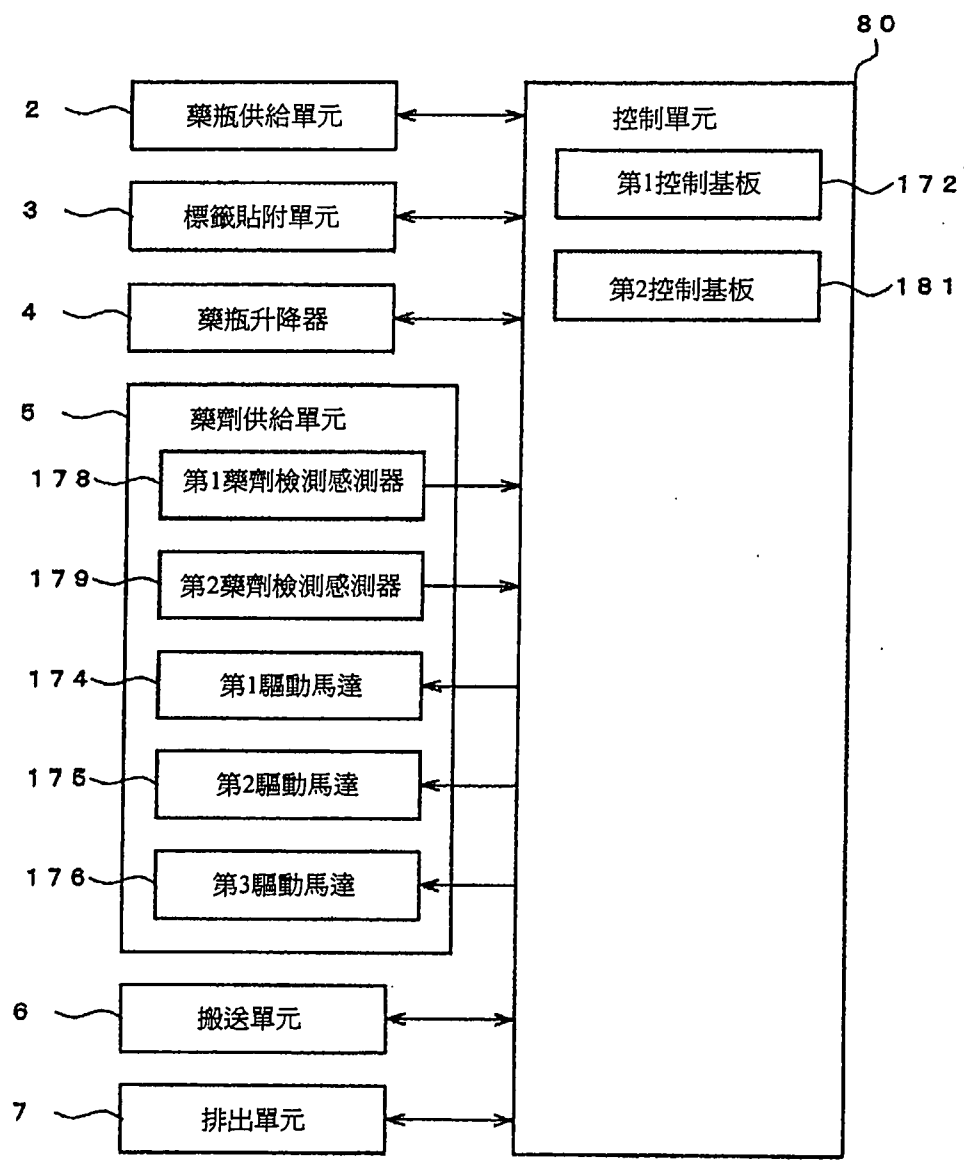 80
2 藥瓶供給單元
控制單元
第1控制基板 172
3 標籤貼附單元
第2控制基板 181
4 藥瓶升降器
5 藥劑供給單元
178 第1藥劑檢測感測器
179 第2藥劑檢測感測器
174 第1驅動馬達
175 第2驅動馬達
176 第3驅動馬達
6 搬送單元
7 排出單元